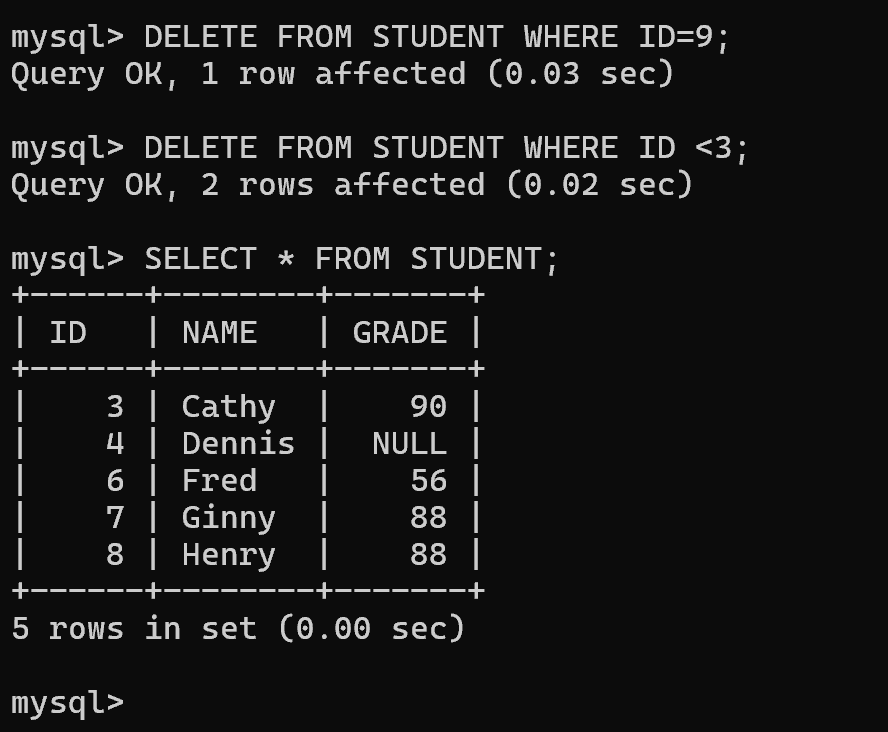 mysql> DELETE FROM STUDENT WHERE ID=9;
Query OK, 1 row affected (0.03 sec)
mysql> DELETE FROM STUDENT WHERE ID <3;
Query OK, 2 rows affected (0.02 sec)
mysql> SELECT * FROM STUDENT;
+------+--------+-------+
| ID   | NAME   | GRADE |
+------+--------+-------+
|    3 | Cathy  |    90 |
|    4 | Dennis |  NULL |
|    6 | Fred   |    56 |
|    7 | Ginny  |    88 |
|    8 | Henry  |    88 |
+------+--------+-------+
5 rows in set (0.00 sec)
mysql>